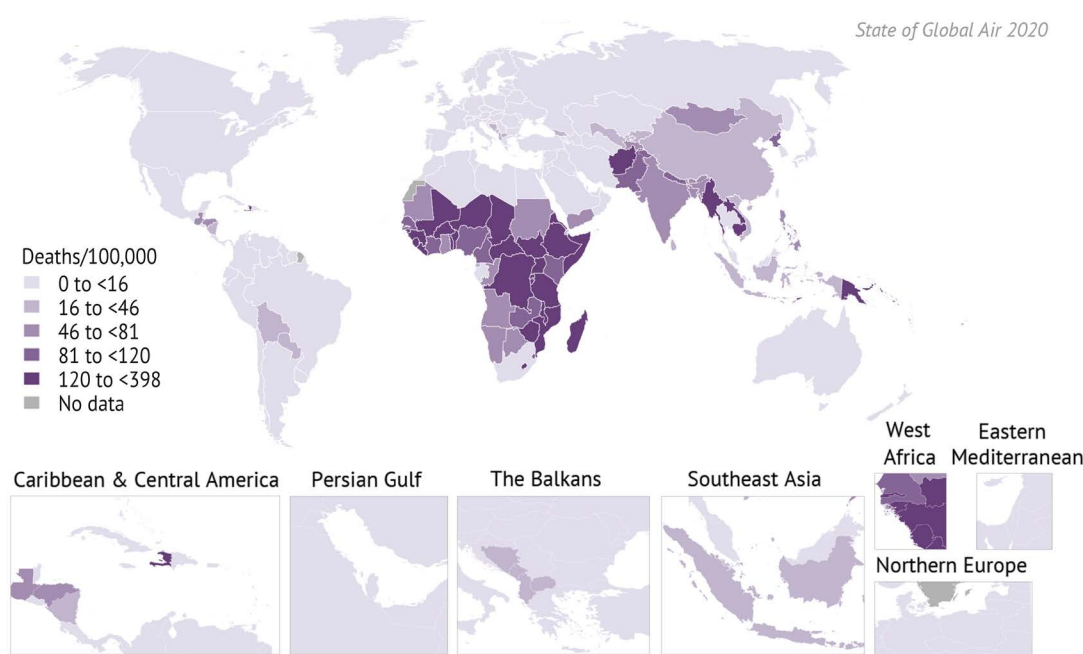 State of Global Air 2020
Deaths/100,000
0 to <16
16 to <46
46 to <81
81 to <120
120 to <398
No data
Caribbean & Central America
Persian Gulf
The Balkans
Southeast Asia
West
Africa
Eastern
Mediterranean
Northern Europe